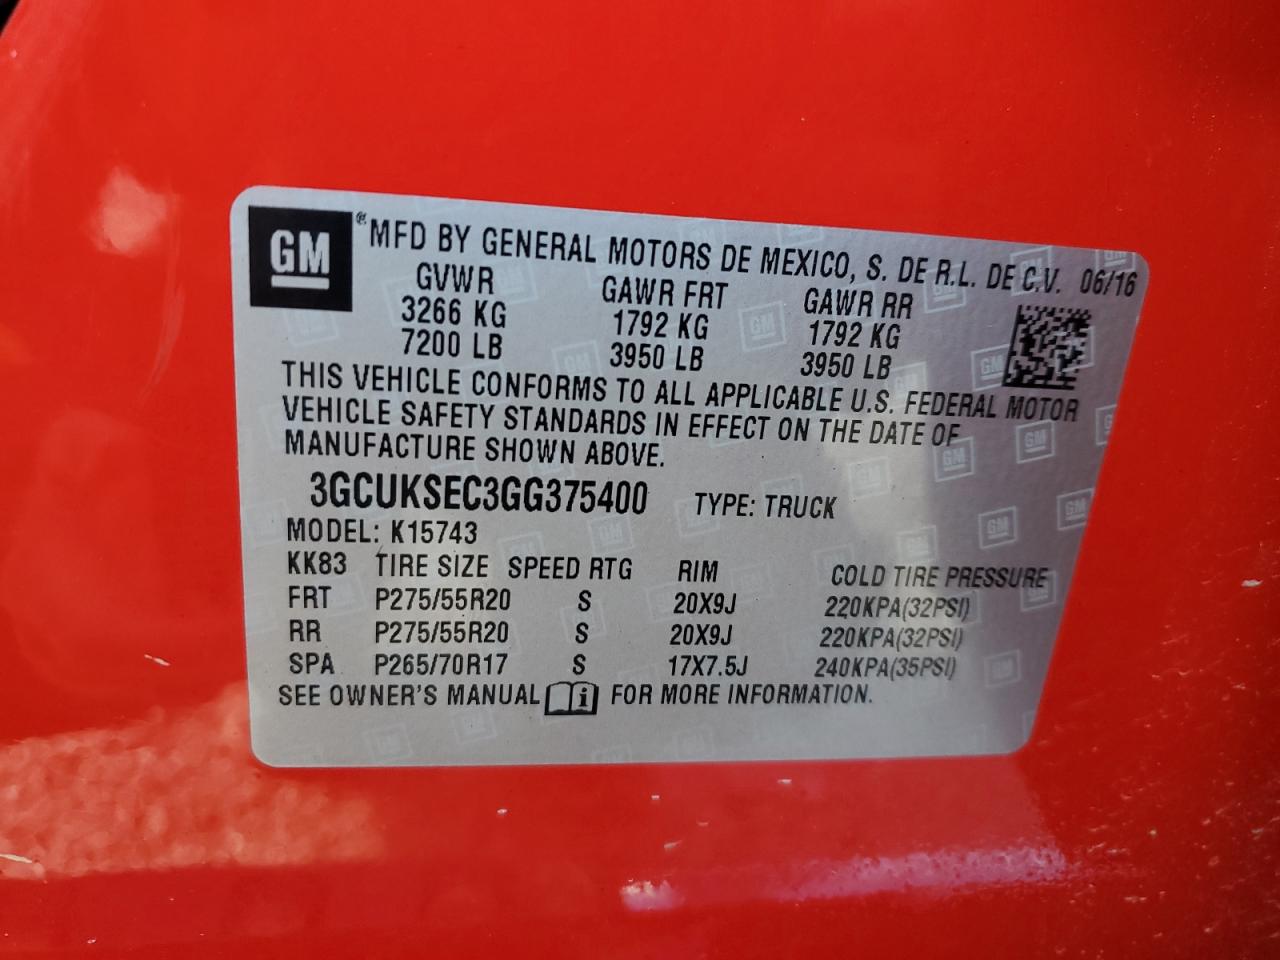 GM
® MFD BY GENERAL MOTORS DE MEXICO, S. DE R.L. DE C.V. 06/16
GVWR GAWR FRT GAWR RR
3266 KG 1792 KG 1792 KG
7200 LB 3950 LB 3950 LB
THIS VEHICLE CONFORMS TO ALL APPLICABLE U.S. FEDERAL MOTOR
VEHICLE SAFETY STANDARDS IN EFFECT ON THE DATE OF
MANUFACTURE SHOWN ABOVE.
3GCUKSEC3GG375400 TYPE: TRUCK
MODEL: K15743
KK83 TIRE SIZE SPEED RTG RIM COLD TIRE PRESSURE
FRT P275/55R20 S 20X9J 220KPA(32PSI)
RR P275/55R20 S 20X9J 220KPA(32PSI)
SPA P265/70R17 S 17X7.5J 240KPA(35PSI)
SEE OWNER'S MANUAL i FOR MORE INFORMATION.